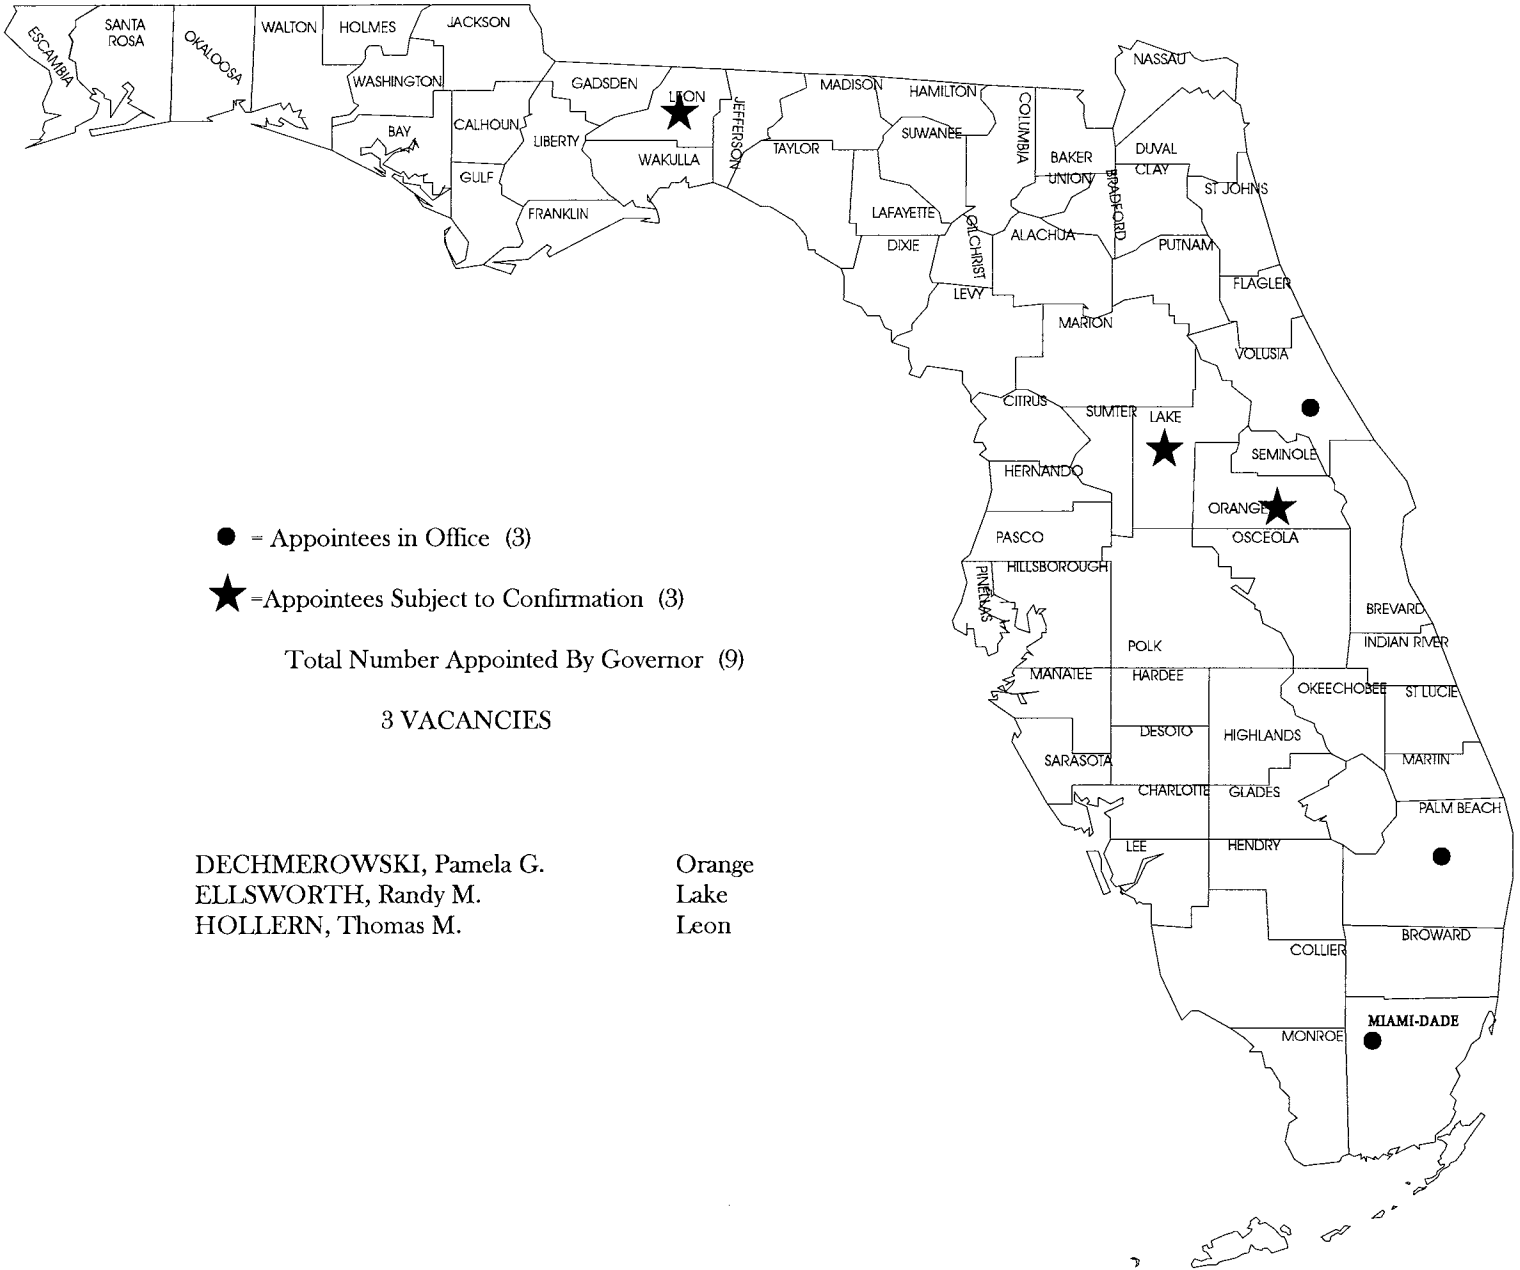 ESCAMBIA
SANTA
ROSA
OKALOOSA
WALTON
HOLMES
JACKSON
WASHINGTON
BAY
CALHOUN
GULF
GADSDEN
LIBERTY
FRANKLIN
LEON
WAKULLA
JEFFERSON
MADISON
TAYLOR
HAMILTON
SUWANEE
LAFAYETTE
DIXIE
COLUMBIA
GILCHRIST
LEVY
NASSAU
DUVAL
BAKER
UNION
BRADFORD
CLAY
ST JOHNS
ALACHUA
PUTNAM
FLAGLER
MARION
VOLUSIA
CITRUS
SUMTER
LAKE
SEMINOLE
HERNANDO
ORANGE
PASCO
OSCEOLA
HILLSBOROUGH
PINELLAS
BREVARD
INDIAN RIVER
POLK
MANATEE
HARDEE
OKEECHOBEE
ST LUCIE
DESOTO
HIGHLANDS
SARASOTA
MARTIN
CHARLOTTE
GLADES
PALM BEACH
LEE
HENDRY
BROWARD
COLLIER
MIAMI-DADE
MONROE
= Appointees in Office (3)
=Appointees Subject to Confirmation (3)
Total Number Appointed By Governor (9)
3 VACANCIES
DECHMEROWSKI, Pamela G. Orange
ELLSWORTH, Randy M. Lake
HOLLERN, Thomas M. Leon